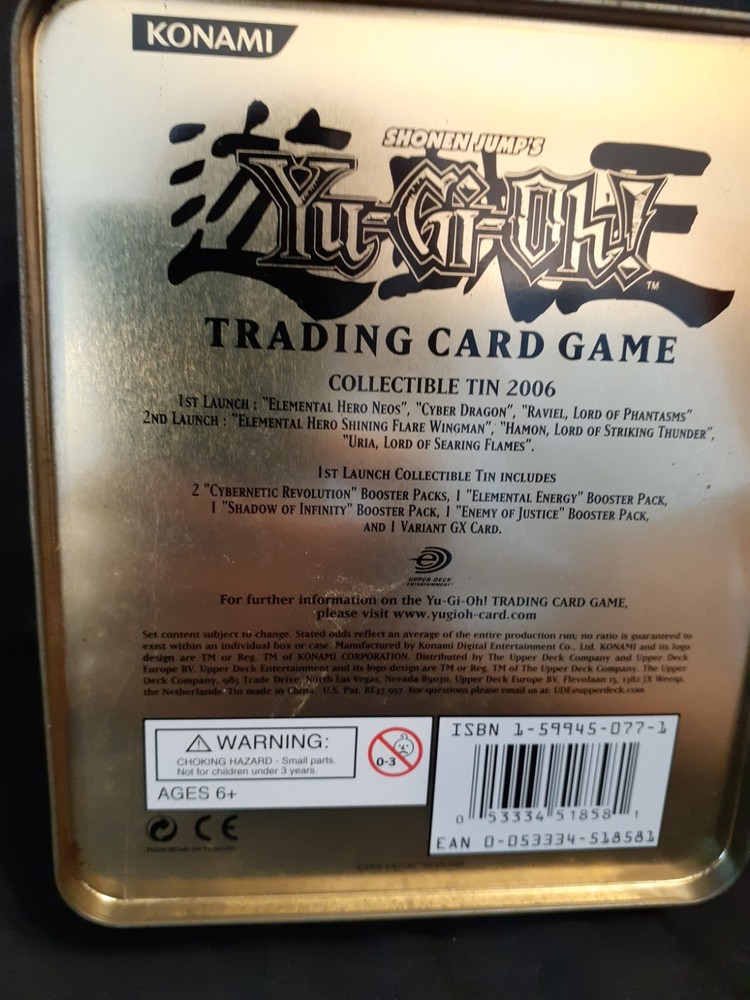 KONAMI
SHONEN JUMP'S
遊戯王
Yu-Gi-Oh!
TM
TRADING CARD GAME
COLLECTIBLE TIN 2006
1ST LAUNCH : "ELEMENTAL HERO NEOS", "CYBER DRAGON", "RAVIEL, LORD OF PHANTASMS"
2ND LAUNCH : "ELEMENTAL HERO SHINING FLARE WINGMAN", "HAMON, LORD OF STRIKING THUNDER",
"URIA, LORD OF SEARING FLAMES".
1ST LAUNCH COLLECTIBLE TIN INCLUDES
2 "CYBERNETIC REVOLUTION" BOOSTER PACKS, 1 "ELEMENTAL ENERGY" BOOSTER PACK,
1 "SHADOW OF INFINITY" BOOSTER PACK, 1 "ENEMY OF JUSTICE" BOOSTER PACK,
AND 1 VARIANT GX CARD.
UPPER DECK
ENTERTAINMENT
For further information on the Yu-Gi-Oh! TRADING CARD GAME,
please visit www.yugioh-card.com
Set content subject to change. Stated odds reflect an average of the entire production run; no ratio is guaranteed to
exist within an individual box or case. Manufactured by Konami Digital Entertainment Co., Ltd. KONAMI and its logo
design are TM or Reg. TM of KONAMI CORPORATION. Distributed by The Upper Deck Company and Upper Deck
Europe BV. Upper Deck Entertainment and its logo design are TM or Reg. TM of The Upper Deck Company. The Upper
Deck Company, 985 Trade Drive, North Las Vegas, Nevada 89030. Upper Deck Europe BV, Flevolaan 15, 1382 JX Weesp,
the Netherlands. Tin made in China. U.S. Pat. RE37,957. For questions please email us at: UDE@upperdeck.com
WARNING:
CHOKING HAZARD - Small parts.
Not for children under 3 years.
0-3
AGES 6+
CE
ISBN 1-59945-077-1
0 53334 51858 1
EAN 0-053334-518581